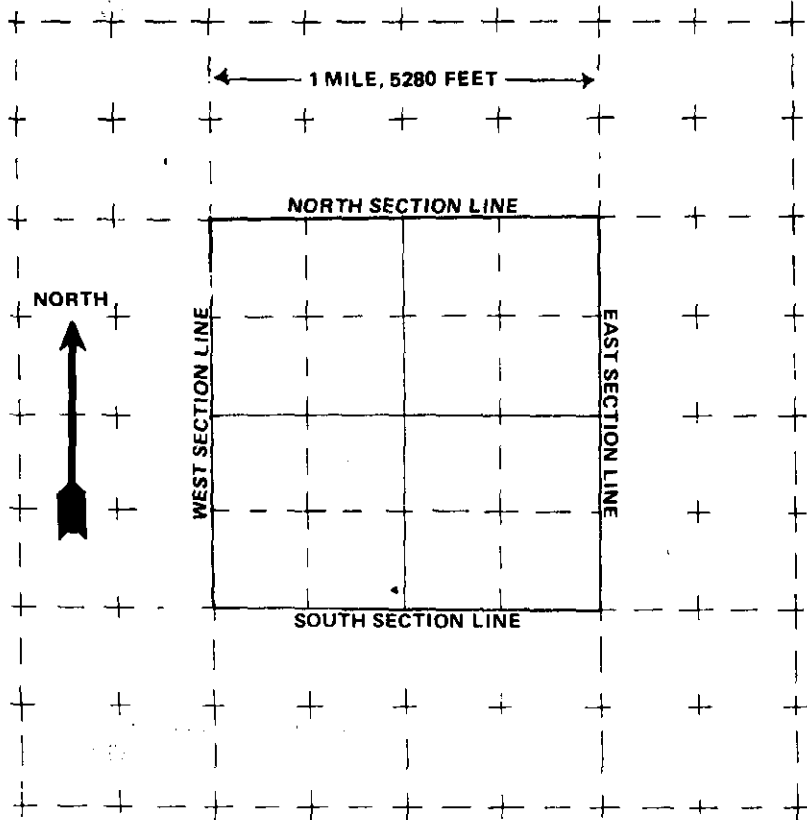 1 MILE, 5280 FEET
NORTH SECTION LINE
NORTH
WEST SECTION LINE
EAST SECTION LINE
SOUTH SECTION LINE